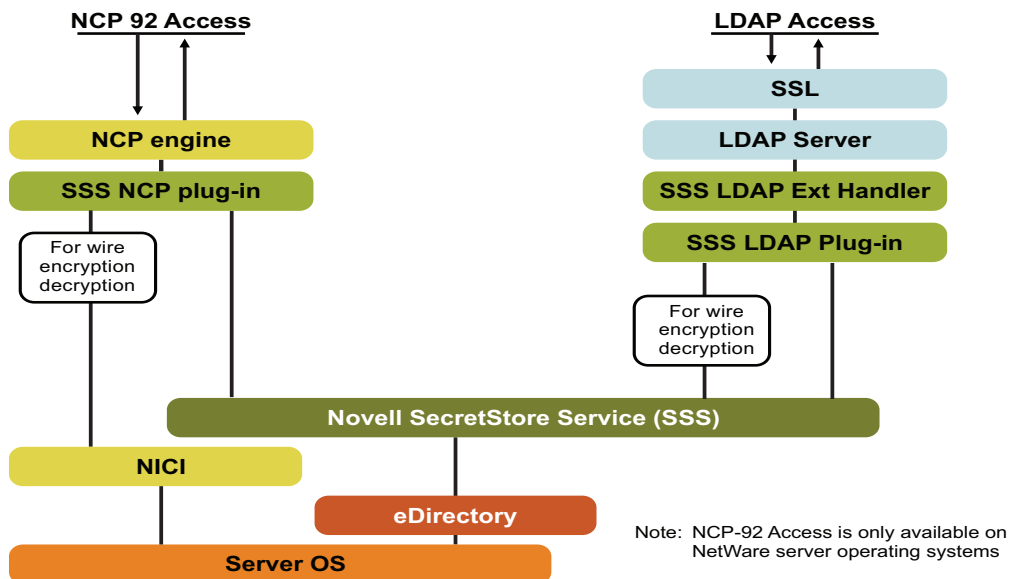 NCP 92 Access
LDAP Access
SSL
NCP engine
LDAP Server
SSS NCP plug-in
SSS LDAP Ext Handler
SSS LDAP Plug-in
For wire
encryption
decryption
For wire
encryption
decryption
Novell SecretStore Service (SSS)
NICI
eDirectory
Server OS
Note: NCP-92 Access is only available on
NetWare server operating systems